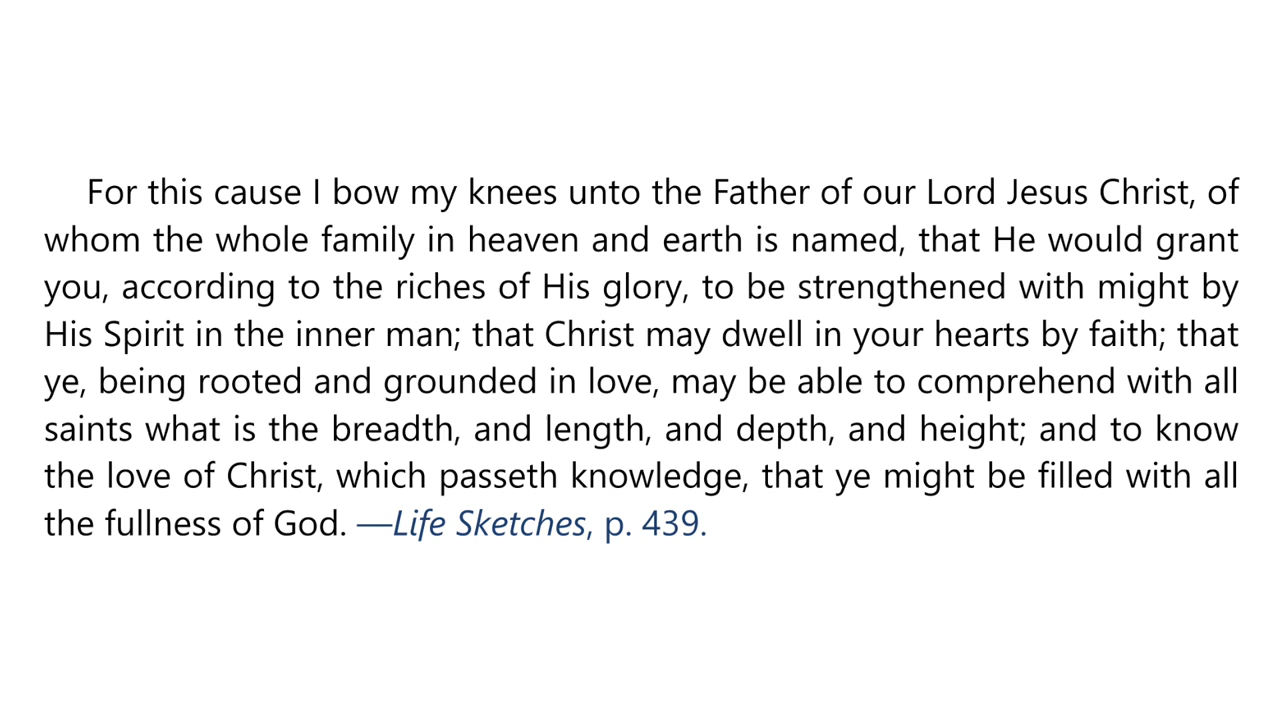 For this cause I bow my knees unto the Father of our Lord Jesus Christ, of
whom the whole family in heaven and earth is named, that He would grant
you, according to the riches of His glory, to be strengthened with might by
His Spirit in the inner man; that Christ may dwell in your hearts by faith; that
ye, being rooted and grounded in love, may be able to comprehend with all
saints what is the breadth, and length, and depth, and height; and to know
the love of Christ, which passeth knowledge, that ye might be filled with all
the fullness of God. —Life Sketches, p. 439.